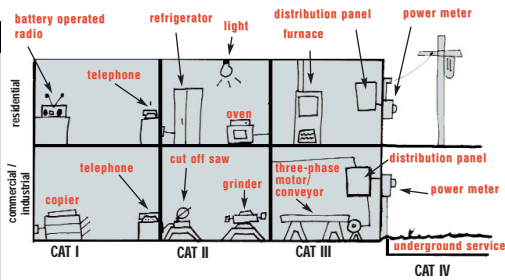 battery operated
radio
refrigerator
light
distribution panel
furnace
power meter
residential
telephone
oven
commercial /
industrial
copier
telephone
cut off saw
grinder
three-phase
motor/
conveyor
distribution panel
power meter
underground service
CAT I
CAT II
CAT III
CAT IV